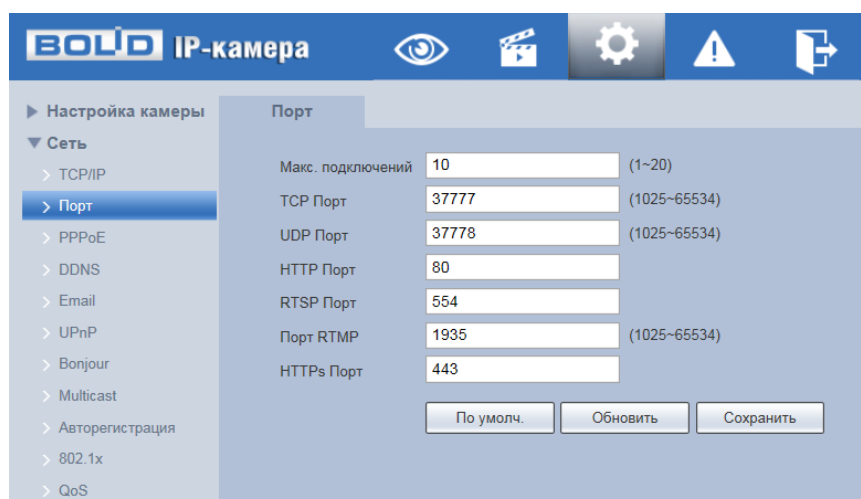 BOLID IP-камера
Настройка камеры
Сеть
TCP/IP
Порт
PPPoE
DDNS
Email
UPnP
Bonjour
Multicast
Авторегистрация
802.1x
QoS
Порт
Макс. подключений 10 (1~20)
TCP Порт 37777 (1025~65534)
UDP Порт 37778 (1025~65534)
HTTP Порт 80
RTSP Порт 554
Порт RTMP 1935 (1025~65534)
HTTPs Порт 443
По умолч. Обновить Сохранить